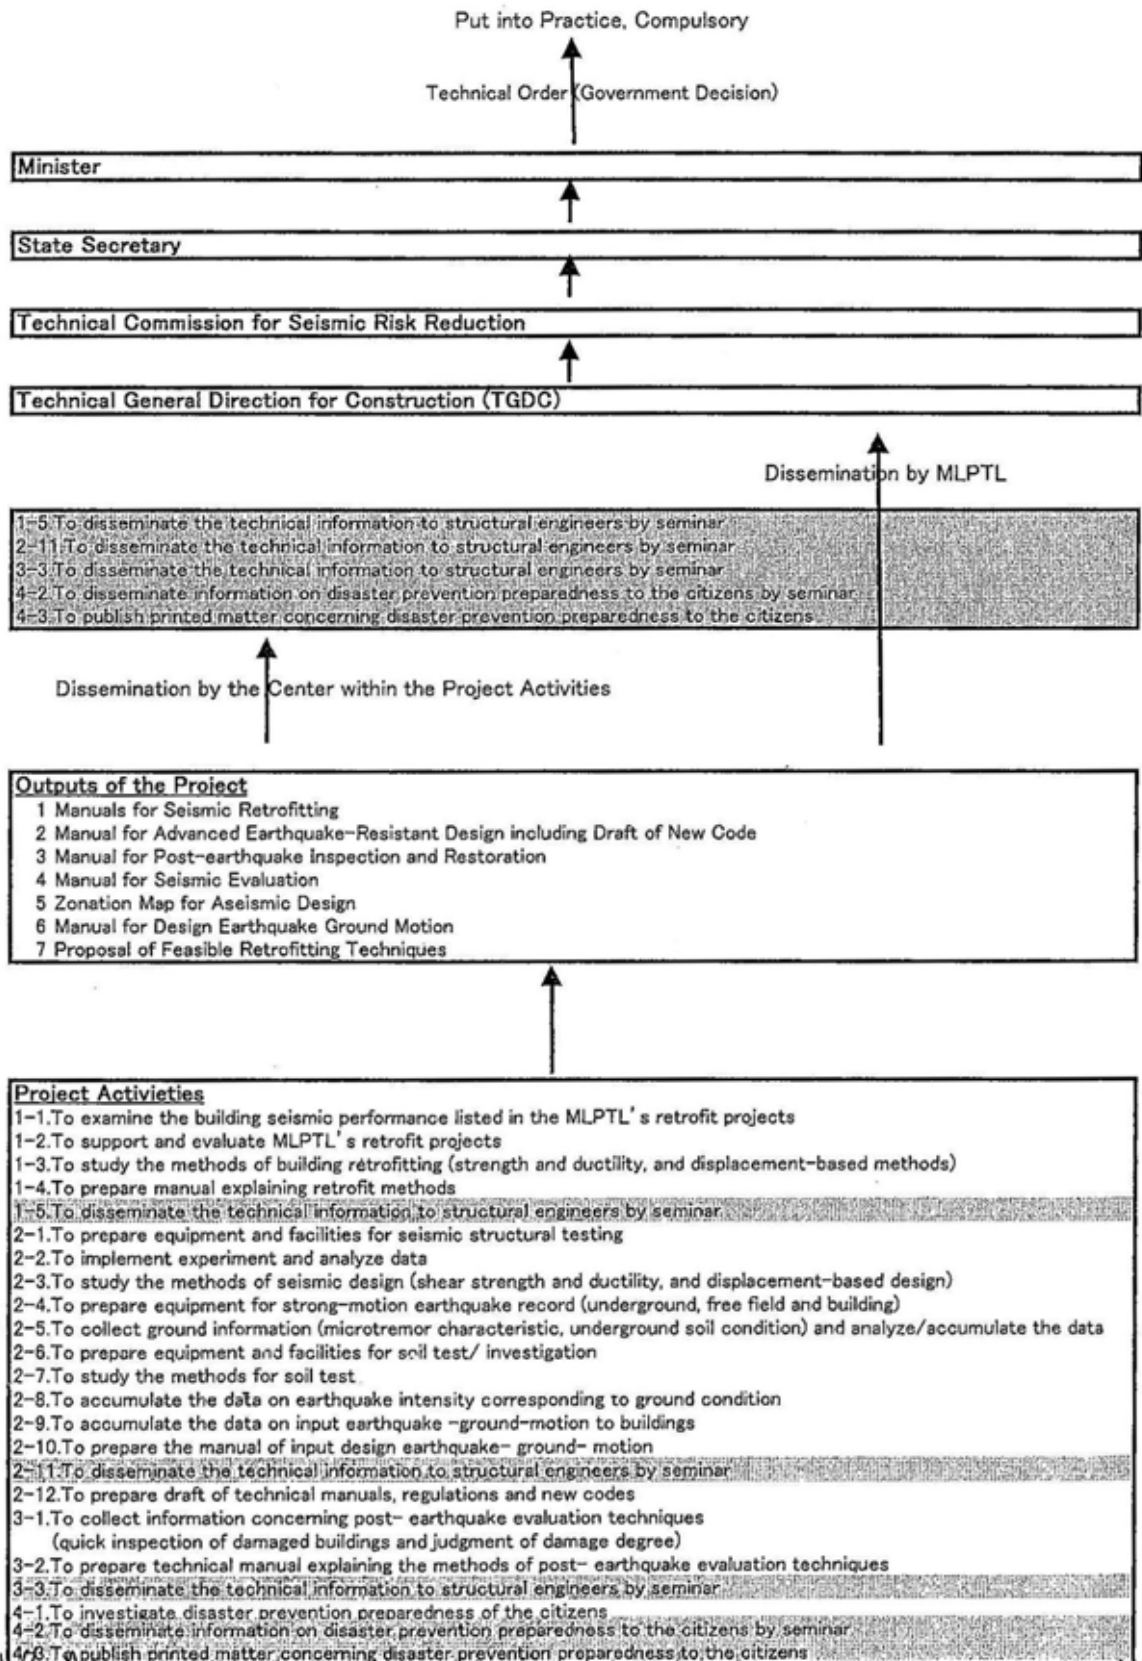 Put into Practice, Compulsory
Technical Order (Government Decision)
Minister
State Secretary
Technical Commission for Seismic Risk Reduction
Technical General Direction for Construction (TGDC)
Dissemination by MLPTL
1-5.To disseminate the technical information to structural engineers by seminar
2-11.To disseminate the technical information to structural engineers by seminar
3-3.To disseminate the technical information to structural engineers by seminar
4-2.To disseminate information on disaster prevention preparedness to the citizens by seminar
4-3.To publish printed matter concerning disaster prevention preparedness to the citizens
Dissemination by the Center within the Project Activities
Outputs of the Project
1 Manuals for Seismic Retrofitting
2 Manual for Advanced Earthquake-Resistant Design including Draft of New Code
3 Manual for Post-earthquake Inspection and Restoration
4 Manual for Seismic Evaluation
5 Zonation Map for Aseismic Design
6 Manual for Design Earthquake Ground Motion
7 Proposal of Feasible Retrofitting Techniques
Project Activieties
1-1.To examine the building seismic performance listed in the MLPTL's retrofit projects
1-2.To support and evaluate MLPTL's retrofit projects
1-3.To study the methods of building retrofitting (strength and ductility, and displacement-based methods)
1-4.To prepare manual explaining retrofit methods
1-5.To disseminate the technical information to structural engineers by seminar
2-1.To prepare equipment and facilities for seismic structural testing
2-2.To implement experiment and analyze data
2-3.To study the methods of seismic design (shear strength and ductility, and displacement-based design)
2-4.To prepare equipment for strong-motion earthquake record (underground, free field and building)
2-5.To collect ground information (microtremor characteristic, underground soil condition) and analyze/accumulate the data
2-6.To prepare equipment and facilities for soil test/ investigation
2-7.To study the methods for soil test
2-8.To accumulate the data on earthquake intensity corresponding to ground condition
2-9.To accumulate the data on input earthquake -ground-motion to buildings
2-10.To prepare the manual of input design earthquake- ground- motion
2-11.To disseminate the technical information to structural engineers by seminar
2-12.To prepare draft of technical manuals, regulations and new codes
3-1.To collect information concerning post- earthquake evaluation techniques
(quick inspection of damaged buildings and judgment of damage degree)
3-2.To prepare technical manual explaining the methods of post- earthquake evaluation techniques
3-3.To disseminate the technical information to structural engineers by seminar
4-1.To investigate disaster prevention preparedness of the citizens
4-2.To disseminate information on disaster prevention preparedness to the citizens by seminar
4-3.To publish printed matter concerning disaster prevention preparedness to the citizens